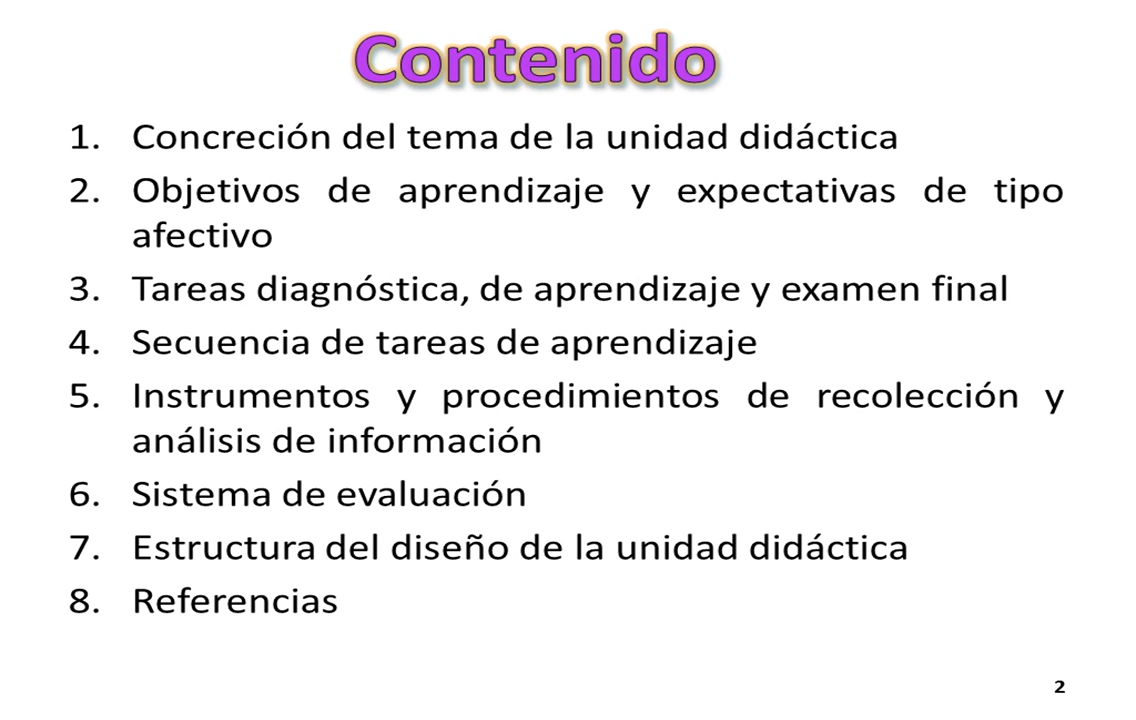 Contenido
1. Concreción del tema de la unidad didáctica
2. Objetivos de aprendizaje y expectativas de tipo
afectivo
3. Tareas diagnóstica, de aprendizaje y examen final
4. Secuencia de tareas de aprendizaje
5. Instrumentos y procedimientos de recolección y
análisis de información
6. Sistema de evaluación
7. Estructura del diseño de la unidad didáctica
8. Referencias
2